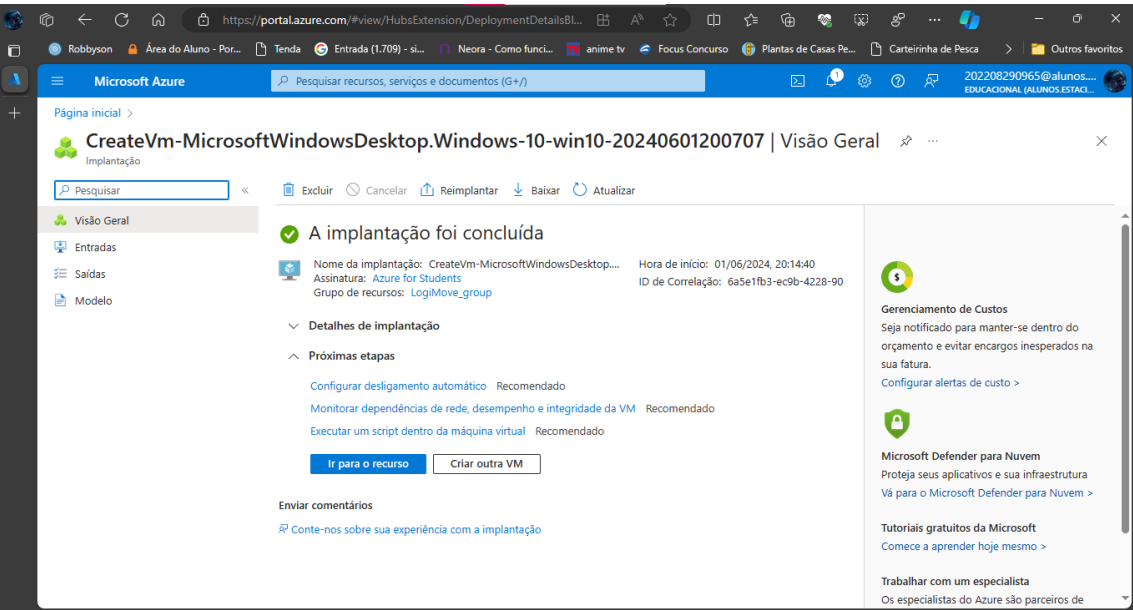 https://portal.azure.com/#view/HubsExtension/DeploymentDetailsBl...
Robbyson
Área do Aluno - Por...
Tenda
Entrada (1.709) - si...
Neora - Como funci...
anime tv
Focus Concurso
Plantas de Casas Pe...
Carteirinha de Pesca
Outros favoritos
Microsoft Azure
Pesquisar recursos, serviços e documentos (G+/)
1
202208290965@alunos....
EDUCACIONAL (ALUNOS.ESTACI...
Página inicial >
CreateVm-MicrosoftWindowsDesktop.Windows-10-win10-20240601200707 | Visão Geral
Implantação
Pesquisar
Visão Geral
Entradas
Saídas
Modelo
Excluir
Cancelar
Reimplantar
Baixar
Atualizar
A implantação foi concluída
Nome da implantação: CreateVm-MicrosoftWindowsDesktop....
Assinatura: Azure for Students
Grupo de recursos: LogiMove_group
Hora de início: 01/06/2024, 20:14:40
ID de Correlação: 6a5e1fb3-ec9b-4228-90
Detalhes de implantação
Próximas etapas
Configurar desligamento automático Recomendado
Monitorar dependências de rede, desempenho e integridade da VM Recomendado
Executar um script dentro da máquina virtual Recomendado
Ir para o recurso
Criar outra VM
Enviar comentários
Conte-nos sobre sua experiência com a implantação
Gerenciamento de Custos
Seja notificado para manter-se dentro do
orçamento e evitar encargos inesperados na
sua fatura.
Configurar alertas de custo >
Microsoft Defender para Nuvem
Proteja seus aplicativos e sua infraestrutura
Vá para o Microsoft Defender para Nuvem >
Tutoriais gratuitos da Microsoft
Comece a aprender hoje mesmo >
Trabalhar com um especialista
Os especialistas do Azure são parceiros de